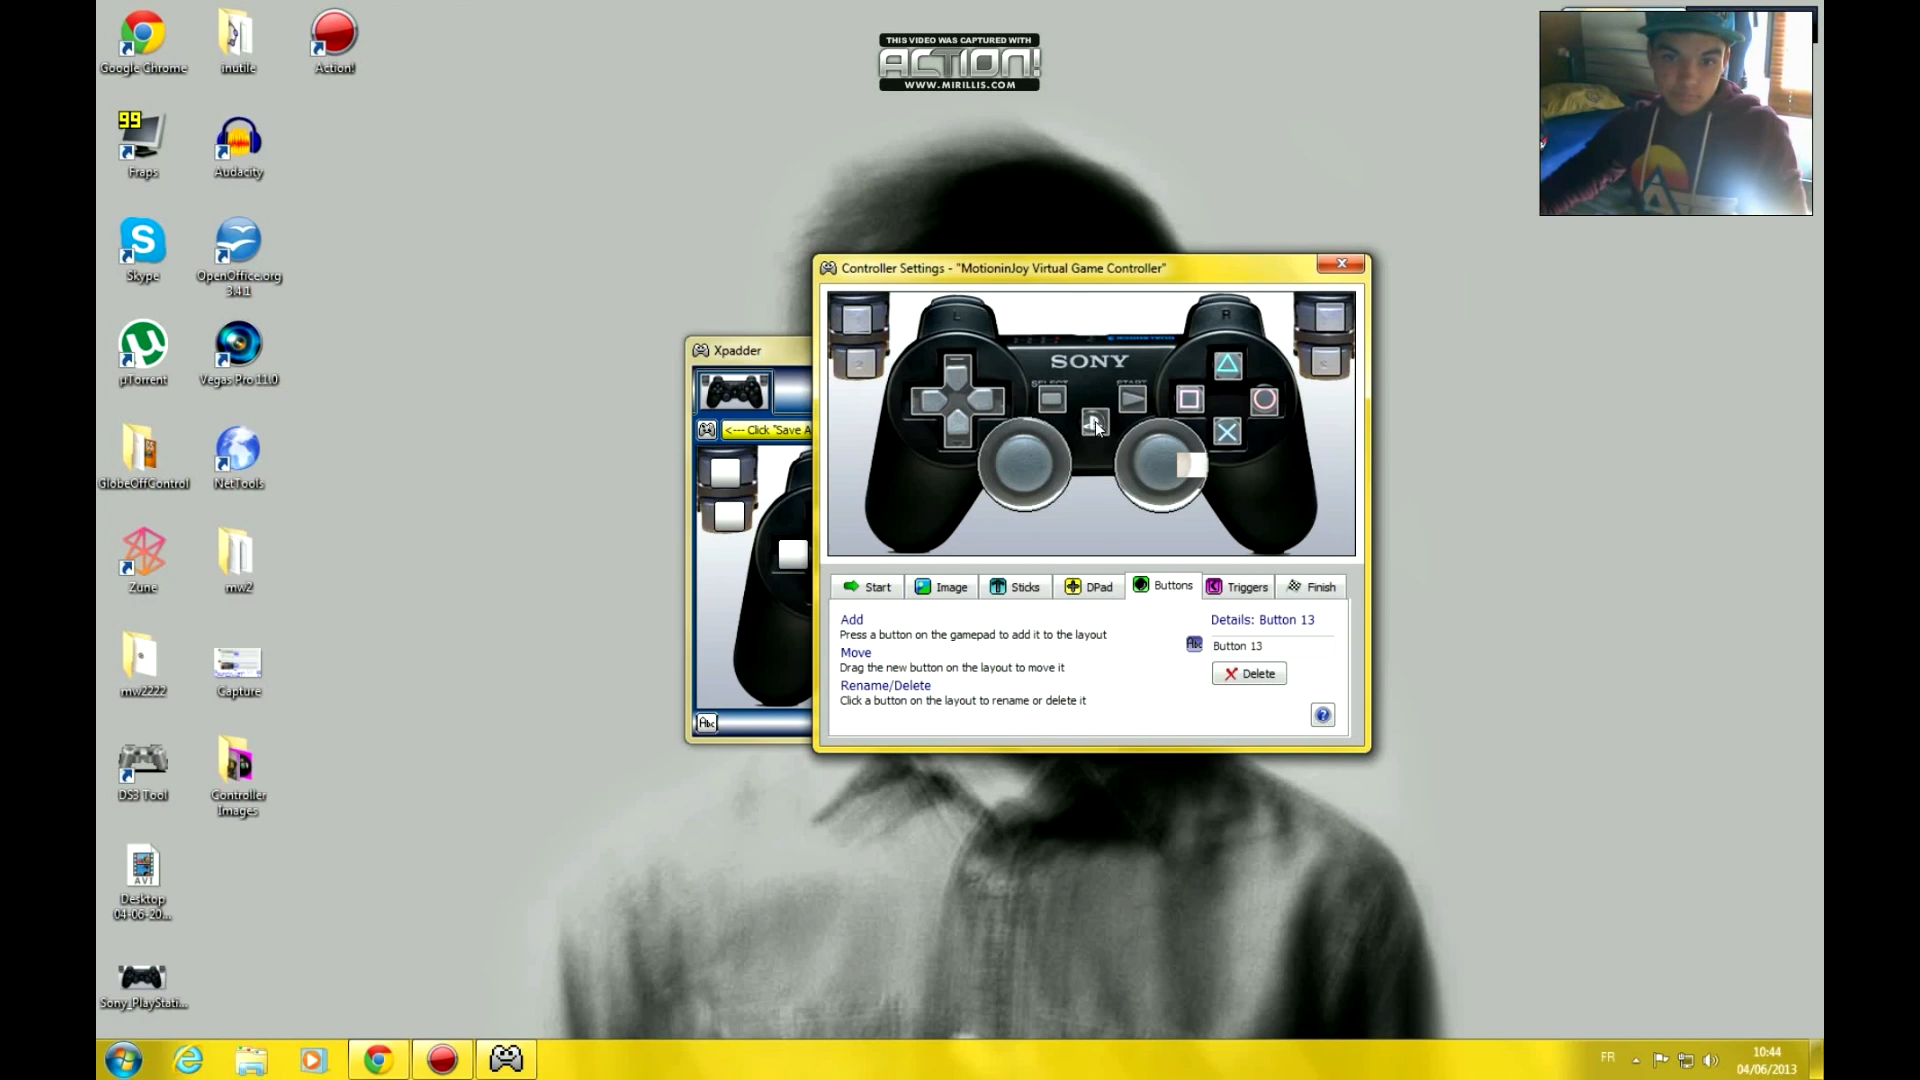 Google Chrome
inutile
Action!
THIS VIDEO WAS CAPTURED WITH
ACTION!
WWW.MIRILLIS.COM
99
Fraps
Audacity
Skype
OpenOffice.org
3.4.1
µTorrent
Vegas Pro 11.0
GlobeOffControl
NetTools
Zune
mw2
mw2222
Capture
DS3 Tool
Controller
Images
AVI
Desktop
04-06-20...
Sony_PlayStati...
Xpadder
<--- Click "Save A
Abc
Controller Settings - "MotioninJoy Virtual Game Controller"
L
R
SONY
SELECT
START
Start
Image
Sticks
DPad
Buttons
Triggers
Finish
Add
Press a button on the gamepad to add it to the layout
Move
Drag the new button on the layout to move it
Rename/Delete
Click a button on the layout to rename or delete it
Details: Button 13
Abc
Button 13
Delete
FR
10:44
04/06/2013